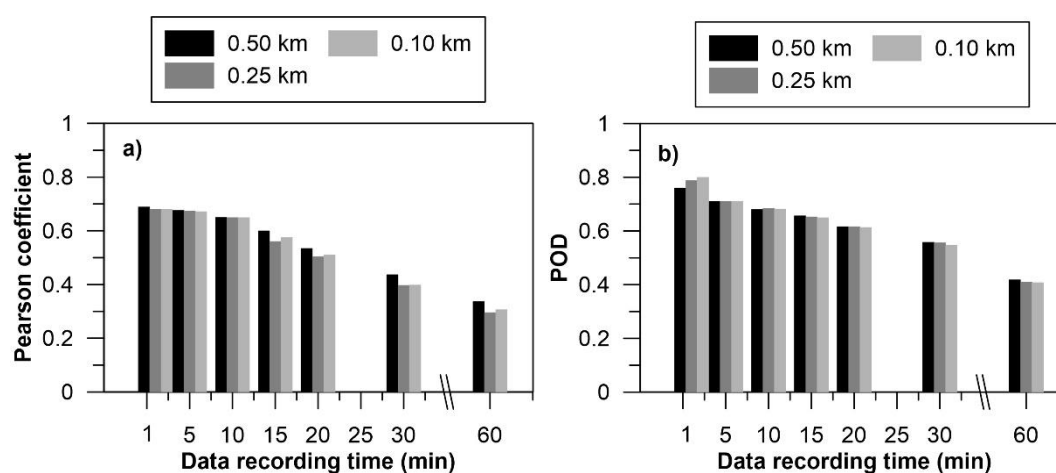 0.50 km 0.10 km
0.25 km
a)
Pearson coefficient
1
0.8
0.6
0.4
0.2
0
1 5 10 15 20 25 30 60
Data recording time (min)
0.50 km 0.10 km
0.25 km
b)
POD
1
0.8
0.6
0.4
0.2
0
1 5 10 15 20 25 30 60
Data recording time (min)